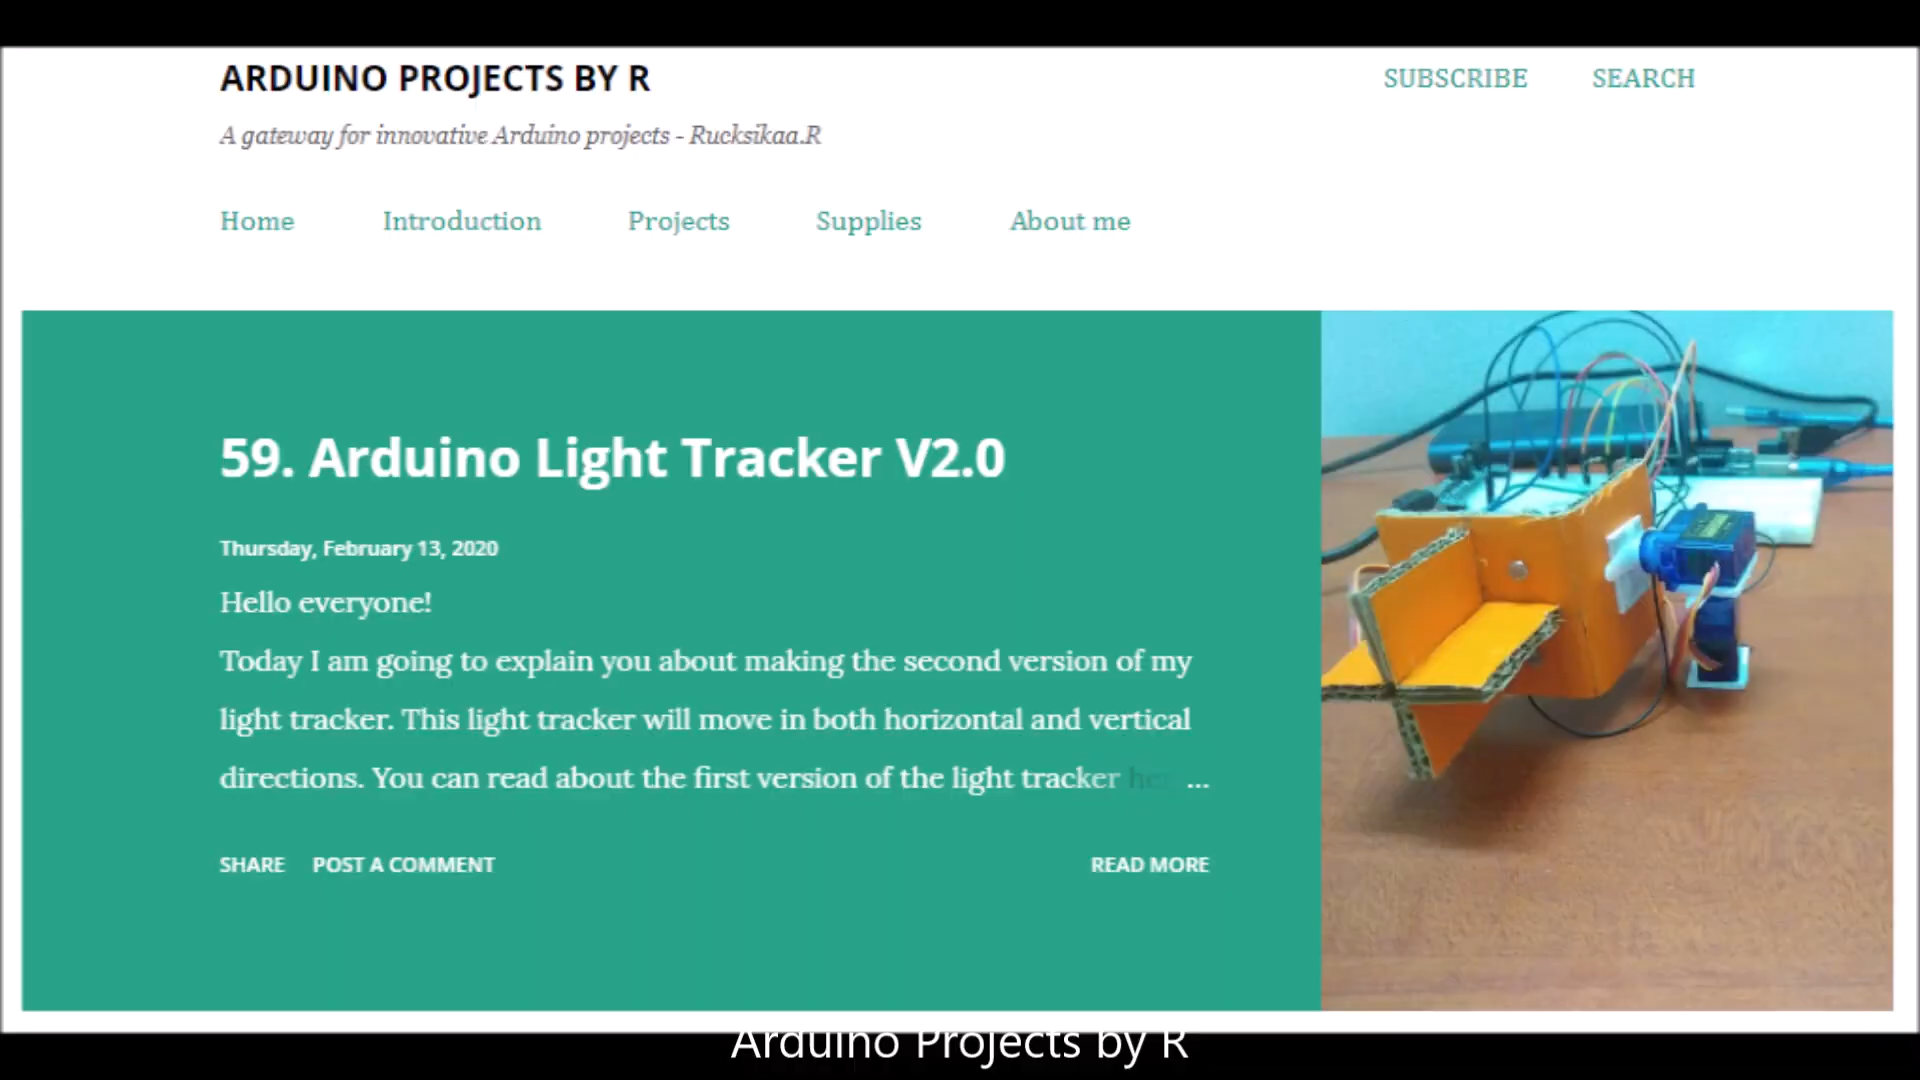 ARDUINO PROJECTS BY R
SUBSCRIBE
SEARCH
A gateway for innovative Arduino projects - Rucksikaa.R
Home
Introduction
Projects
Supplies
About me
59. Arduino Light Tracker V2.0
Thursday, February 13, 2020
Hello everyone!
Today I am going to explain you about making the second version of my
light tracker. This light tracker will move in both horizontal and vertical
directions. You can read about the first version of the light tracker ...
SHARE
POST A COMMENT
READ MORE
Arduino Projects by R